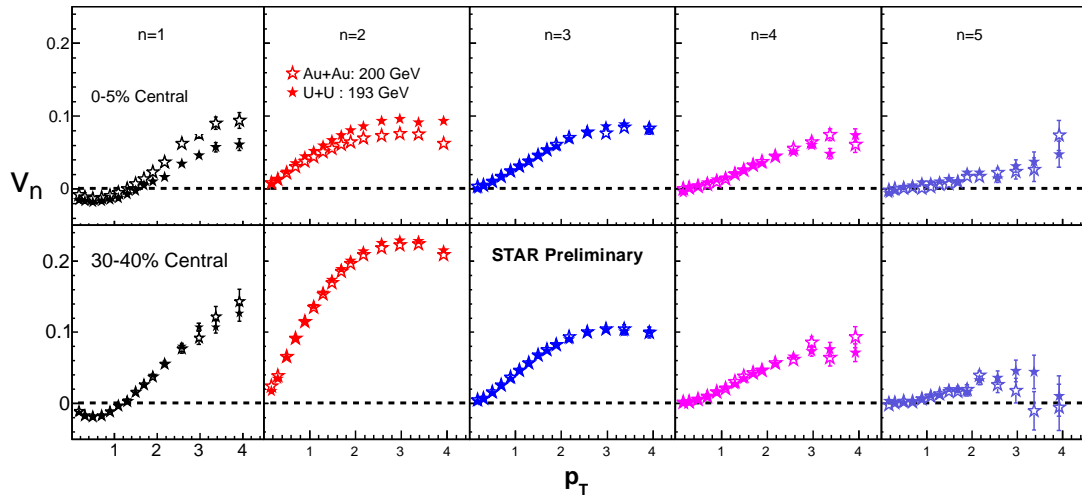 n=1
n=2
n=3
n=4
n=5
0.2
0-5% Central
Au+Au: 200 GeV
U+U : 193 GeV
0.1
0
V
n
0.2
30-40% Central
STAR Preliminary
0.1
0
1 2 3 4 1 2 3 4 1 2 3 4 1 2 3 4 1 2 3 4
p
T